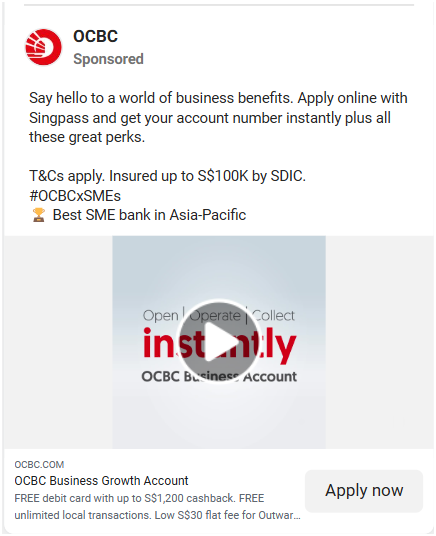 OCBC
Sponsored
Say hello to a world of business benefits. Apply online with
Singpass and get your account number instantly plus all
these great perks.
T&Cs apply. Insured up to S$100K by SDIC.
#OCBCxSMEs
🏆 Best SME bank in Asia-Pacific
Open | Operate | Collect
instantly
OCBC Business Account
OCBC.COM
OCBC Business Growth Account
FREE debit card with up to S$1,200 cashback. FREE
unlimited local transactions. Low S$30 flat fee for Outwar...
Apply now